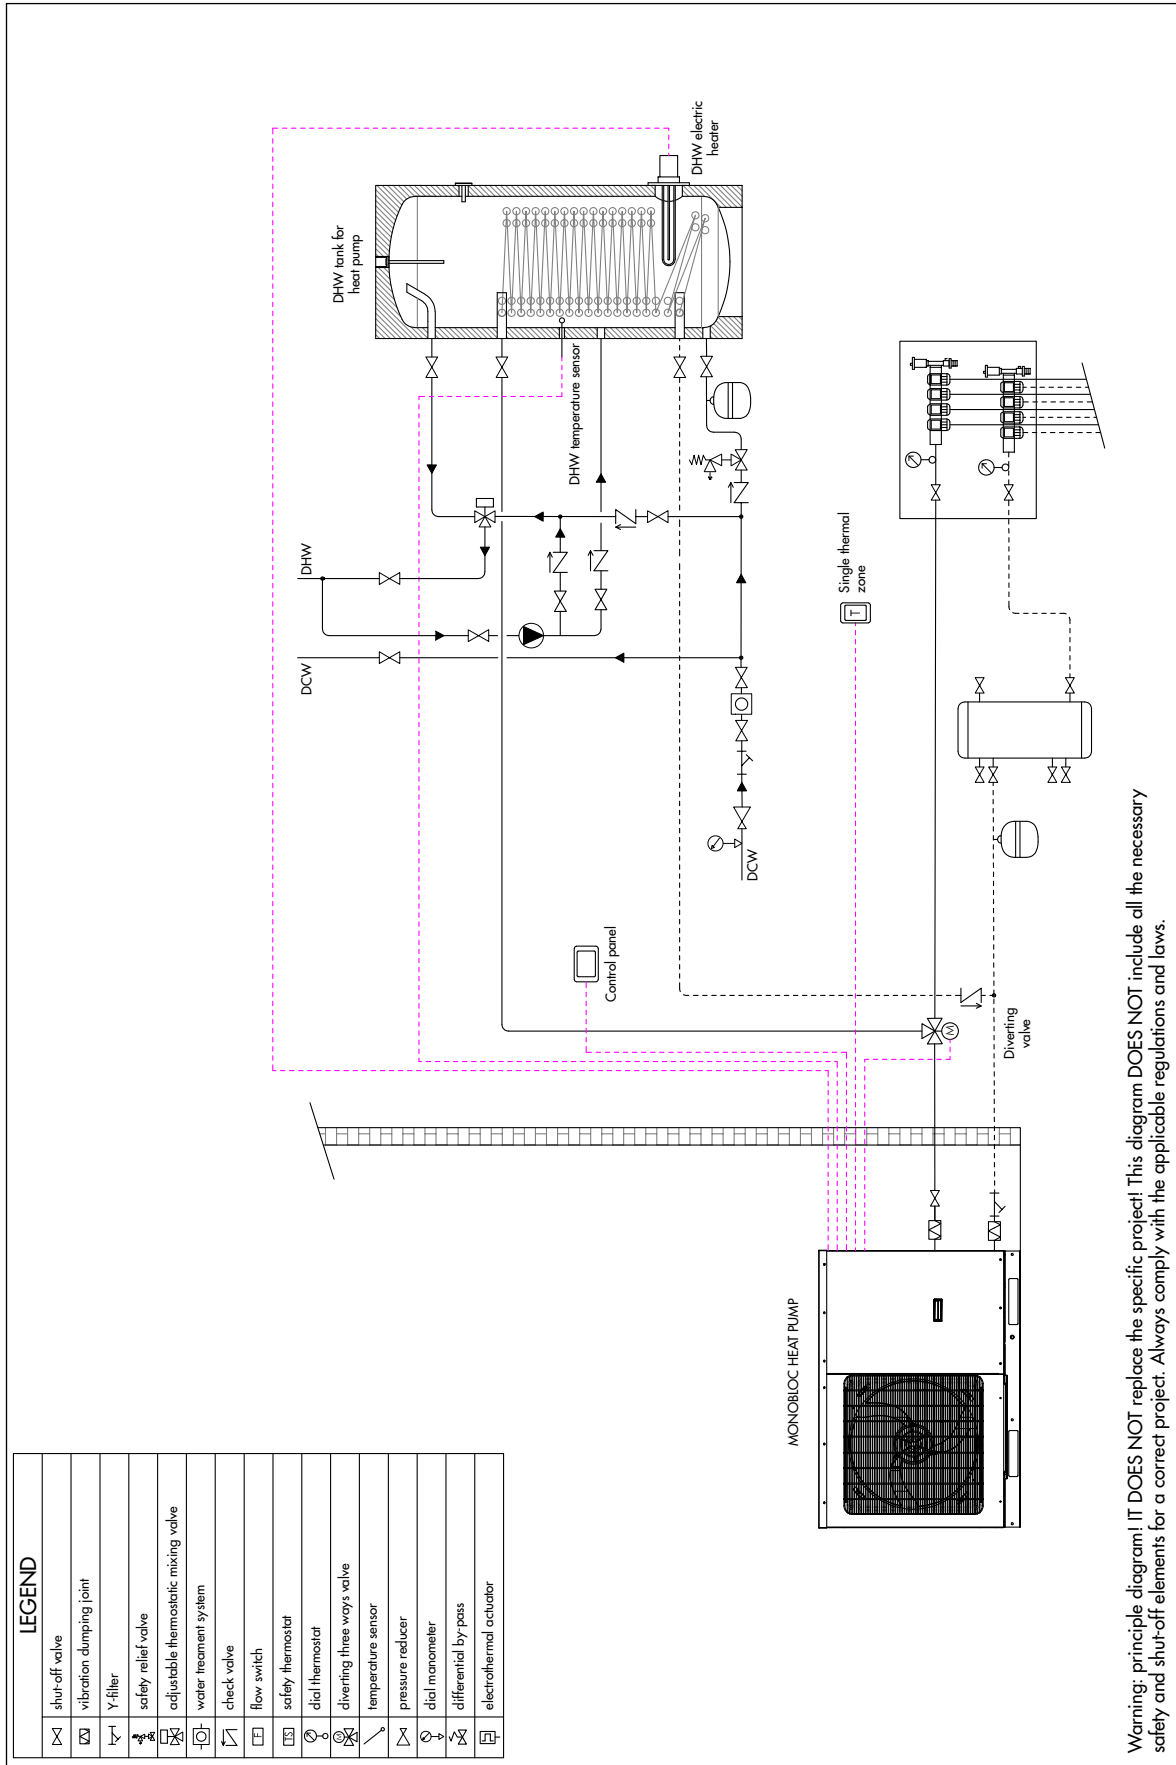 LEGEND
shut-off valve
vibration dumping joint
Y-filter
safety relief valve
adjustable thermostatic mixing valve
water treament system
check valve
F
flow switch
TS
safety thermostat
dial thermostat
M
diverting three ways valve
temperature sensor
pressure reducer
dial manometer
differential by-pass
electrothermal actuator
MONOBLOC HEAT PUMP
Control panel
DHW
DCW
DHW tank for
heat pump
DHW electric
heater
DHW temperature sensor
DCW
T
Single thermal
zone
M
Diverting
valve
Warning: principle diagram! IT DOES NOT replace the specific project! This diagram DOES NOT include all the necessary
safety and shut-off elements for a correct project. Always comply with the applicable regulations and laws.